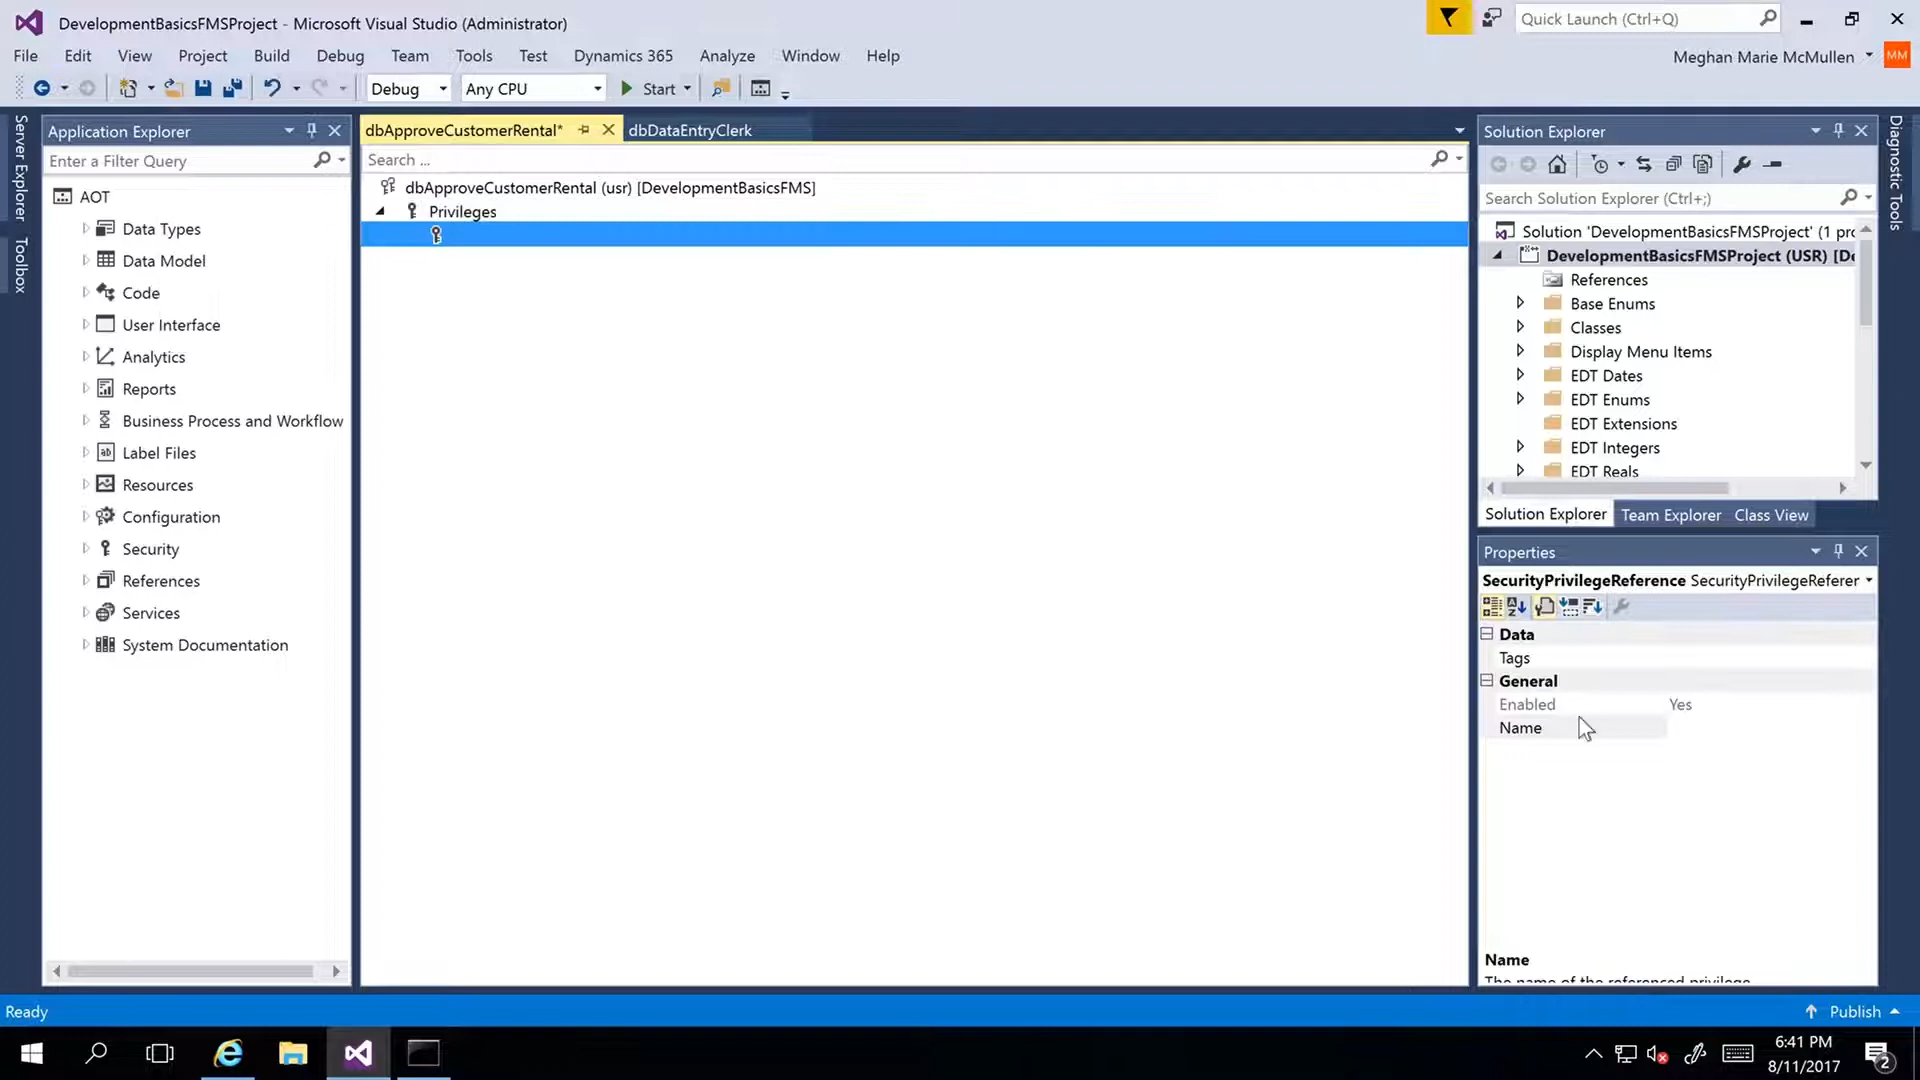 DevelopmentBasicsFMSProject - Microsoft Visual Studio (Administrator)
Quick Launch (Ctrl+Q)
File Edit View Project Build Debug Team Tools Test Dynamics 365 Analyze Window Help
Meghan Marie McMullen MM
Debug Any CPU Start
Server Explorer
Toolbox
Application Explorer
Enter a Filter Query
AOT
Data Types
Data Model
Code
User Interface
Analytics
Reports
Business Process and Workflow
Label Files
Resources
Configuration
Security
References
Services
System Documentation
dbApproveCustomerRental* dbDataEntryClerk
Search ...
dbApproveCustomerRental (usr) [DevelopmentBasicsFMS]
Privileges
Solution Explorer
Search Solution Explorer (Ctrl+;)
Solution 'DevelopmentBasicsFMSProject' (1 pro
DevelopmentBasicsFMSProject (USR) [De
References
Base Enums
Classes
Display Menu Items
EDT Dates
EDT Enums
EDT Extensions
EDT Integers
EDT Reals
Solution Explorer Team Explorer Class View
Diagnostic Tools
Properties
SecurityPrivilegeReference SecurityPrivilegeReferer
Data
Tags
General
Enabled Yes
Name
Name
The name of the referenced privilege
Ready
Publish
6:41 PM
8/11/2017
2